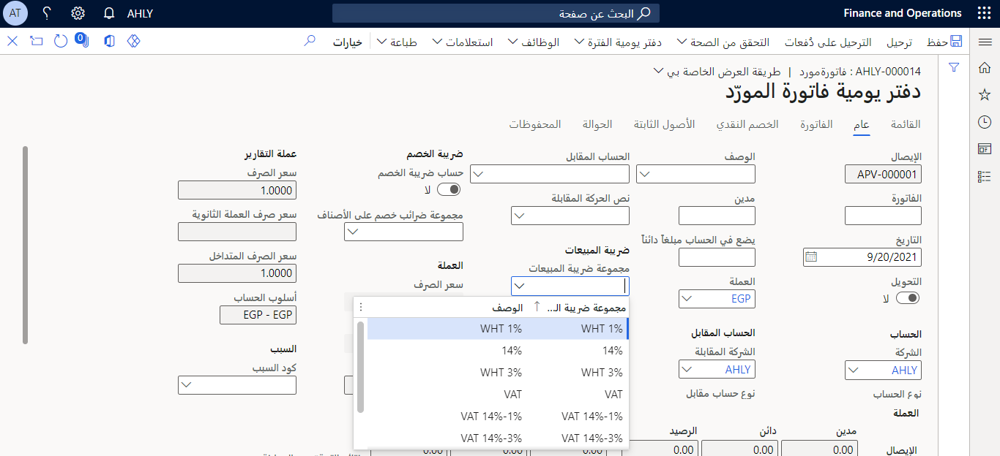 Finance and Operations
البحث عن صفحة
AHLY
AT
حفظ ترحيل الترحيل على دُفعات التحقق من الصحة دفتر يومية الفترة الوظائف استعلامات طباعة خيارات
0
AHLY-000014 : فاتورةمورد | طريقة العرض الخاصة بي
دفتر يومية فاتورة المورّد
القائمة عام الفاتورة الخصم النقدي الأصول الثابتة الحوالة المحفوظات
الإيصال
APV-000001
الفاتورة
التاريخ
9/20/2021
التحويل
لا
الحساب
الشركة
AHLY
نوع الحساب
الوصف
مدين
يضع في الحساب مبلغاً دائناً
العملة
EGP
الحساب المقابل
الشركة المقابلة
AHLY
نوع حساب مقابل
الحساب المقابل
نص الحركة المقابلة
ضريبة المبيعات
مجموعة ضريبة المبيعات
مجموعة ضريبة الـ... الوصف
WHT 1% WHT 1%
14% 14%
WHT 3% WHT 3%
VAT VAT
VAT 14%-1% VAT 14%-1%
VAT 14%-3% VAT 14%-3%
ضريبة الخصم
حساب ضريبة الخصم
لا
مجموعة ضرائب خصم على الأصناف
العملة
سعر الصرف
عملة التقارير
سعر الصرف
1.0000
سعر صرف العملة الثانوية
سعر الصرف المتداخل
1.0000
أسلوب الحساب
EGP - EGP
السبب
كود السبب
العملة
مدين دائن الرصيد
الإيصال 0.00 0.00 0.00 0.00 0.00 0.00